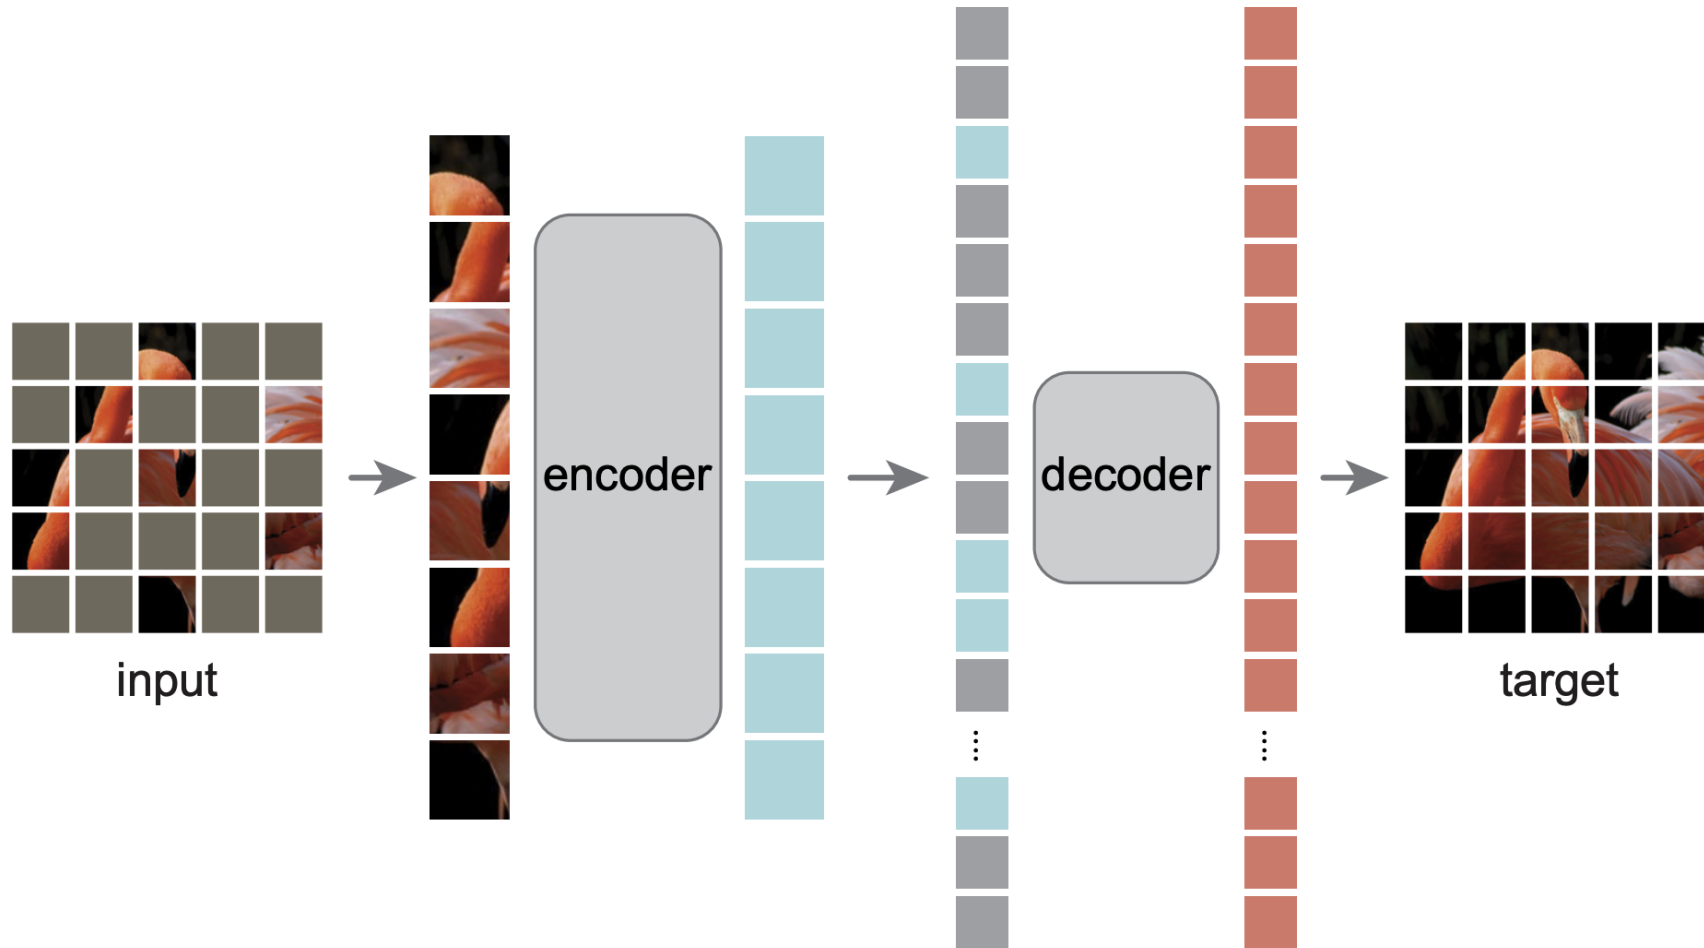 input
encoder
decoder
target